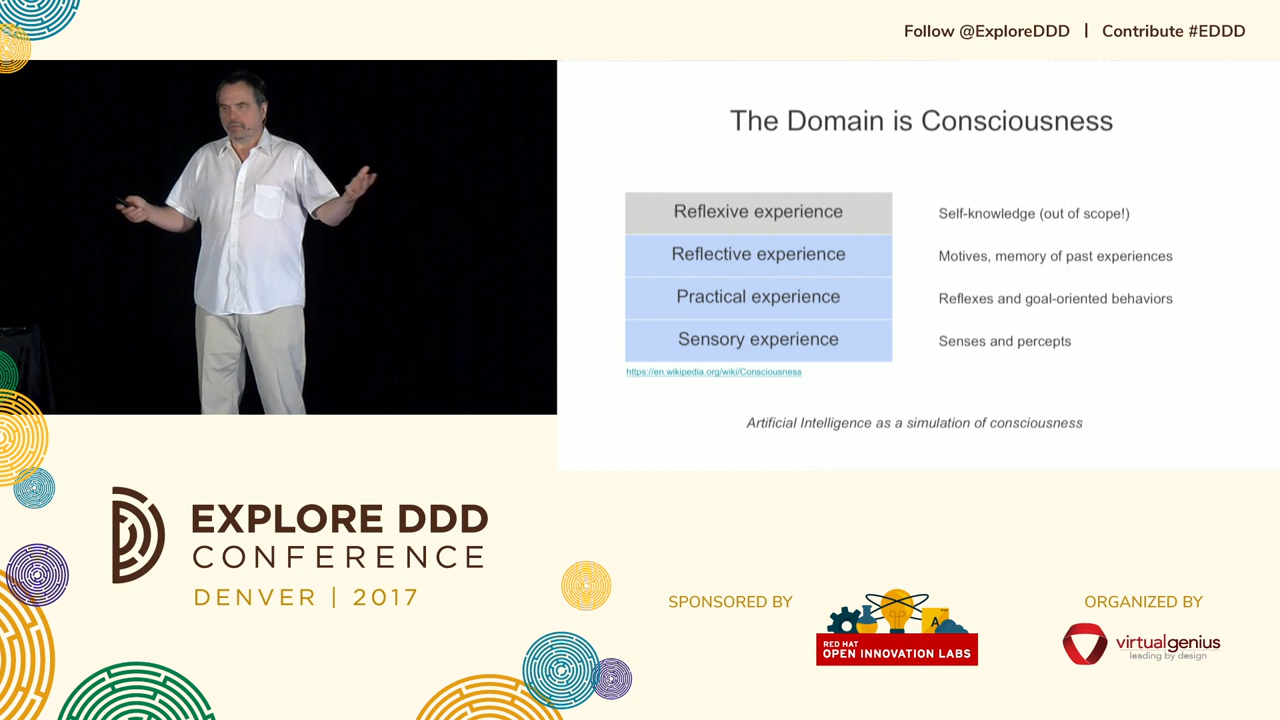 Follow @ExploreDDD | Contribute #EDDD
The Domain is Consciousness
Reflexive experience
Self-knowledge (out of scope!)
Reflective experience
Motives, memory of past experiences
Practical experience
Reflexes and goal-oriented behaviors
Sensory experience
Senses and percepts
https://en.wikipedia.org/wiki/Consciousness
Artificial Intelligence as a simulation of consciousness
EXPLORE DDD
CONFERENCE
DENVER | 2017
SPONSORED BY
A
RED HAT
OPEN INNOVATION LABS
ORGANIZED BY
virtualgenius
leading by design